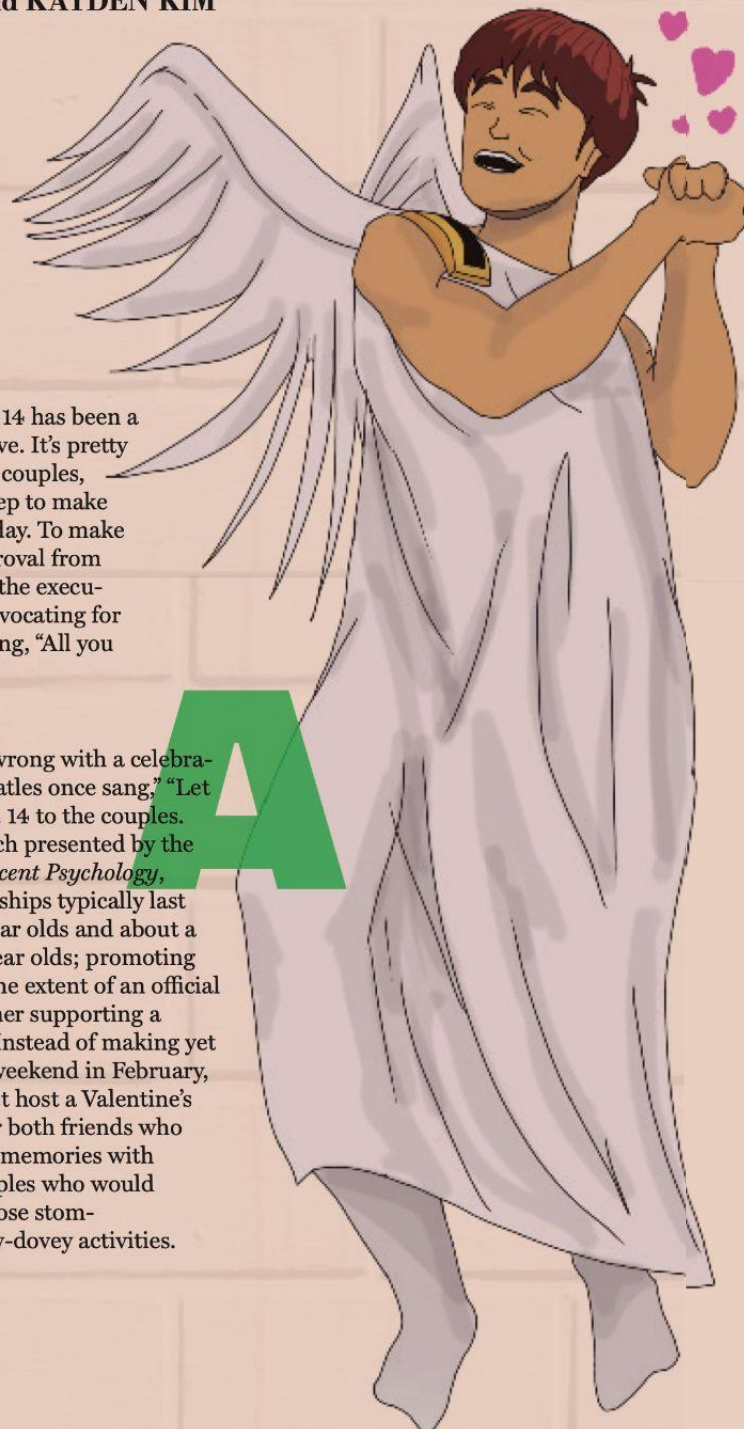 KAYDEN KIM
14 has been a
ve. It's pretty
couples,
ep to make
day. To make
roval from
the execu-
vocating for
ng, “All you
wrong with a celebra-
atles once sang,” “Let
14 to the couples.
ch presented by the
cent Psychology,
ships typically last
ar olds and about a
ear olds; promoting
he extent of an official
her supporting a
Instead of making yet
weekend in February,
t host a Valentine's
r both friends who
memories with
ples who would
ose stom-
y-dovey activities.
A